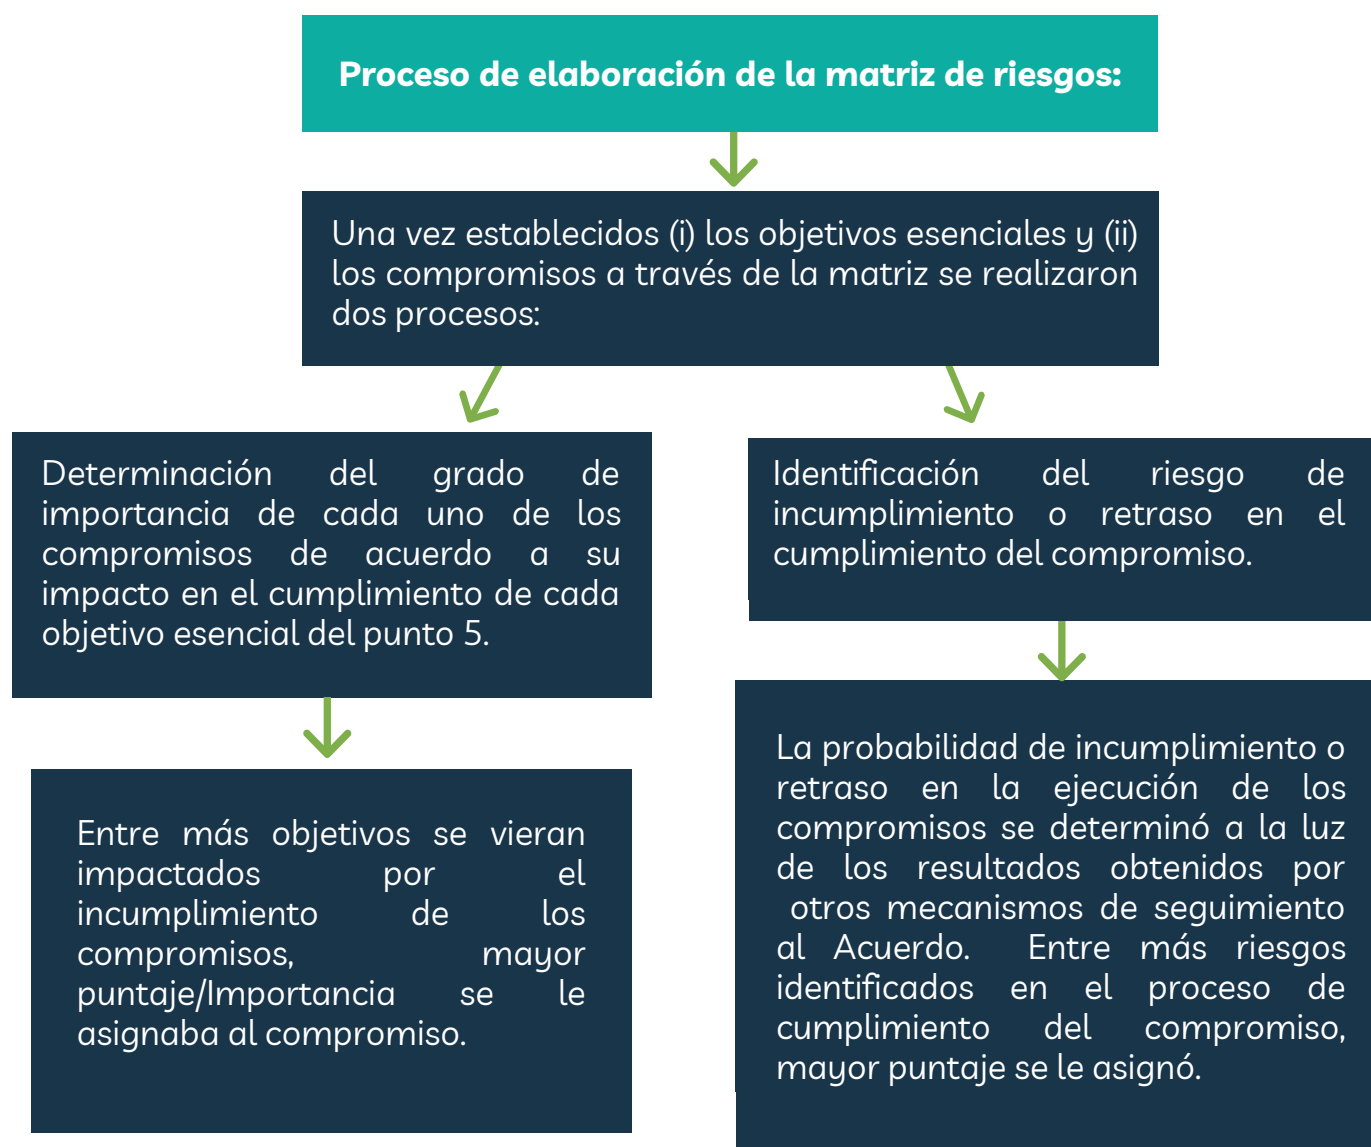 Proceso de elaboración de la matriz de riesgos:
Una vez establecidos (i) los objetivos esenciales y (ii)
los compromisos a través de la matriz se realizaron
dos procesos:
Determinación del grado de
importancia de cada uno de los
compromisos de acuerdo a su
impacto en el cumplimiento de cada
objetivo esencial del punto 5.
Entre más objetivos se vieran
impactados por el
incumplimiento de los
compromisos, mayor
puntaje/Importancia se le
asignaba al compromiso.
Identificación del riesgo de
incumplimiento o retraso en el
cumplimiento del compromiso.
La probabilidad de incumplimiento o
retraso en la ejecución de los
compromisos se determinó a la luz
de los resultados obtenidos por
otros mecanismos de seguimiento
al Acuerdo. Entre más riesgos
identificados en el proceso de
cumplimiento del compromiso,
mayor puntaje se le asignó.